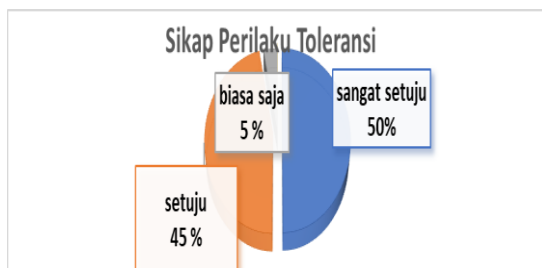 Sikap Perilaku Toleransi
biasa saja
5 %
sangat setuju
50%
setuju
45 %